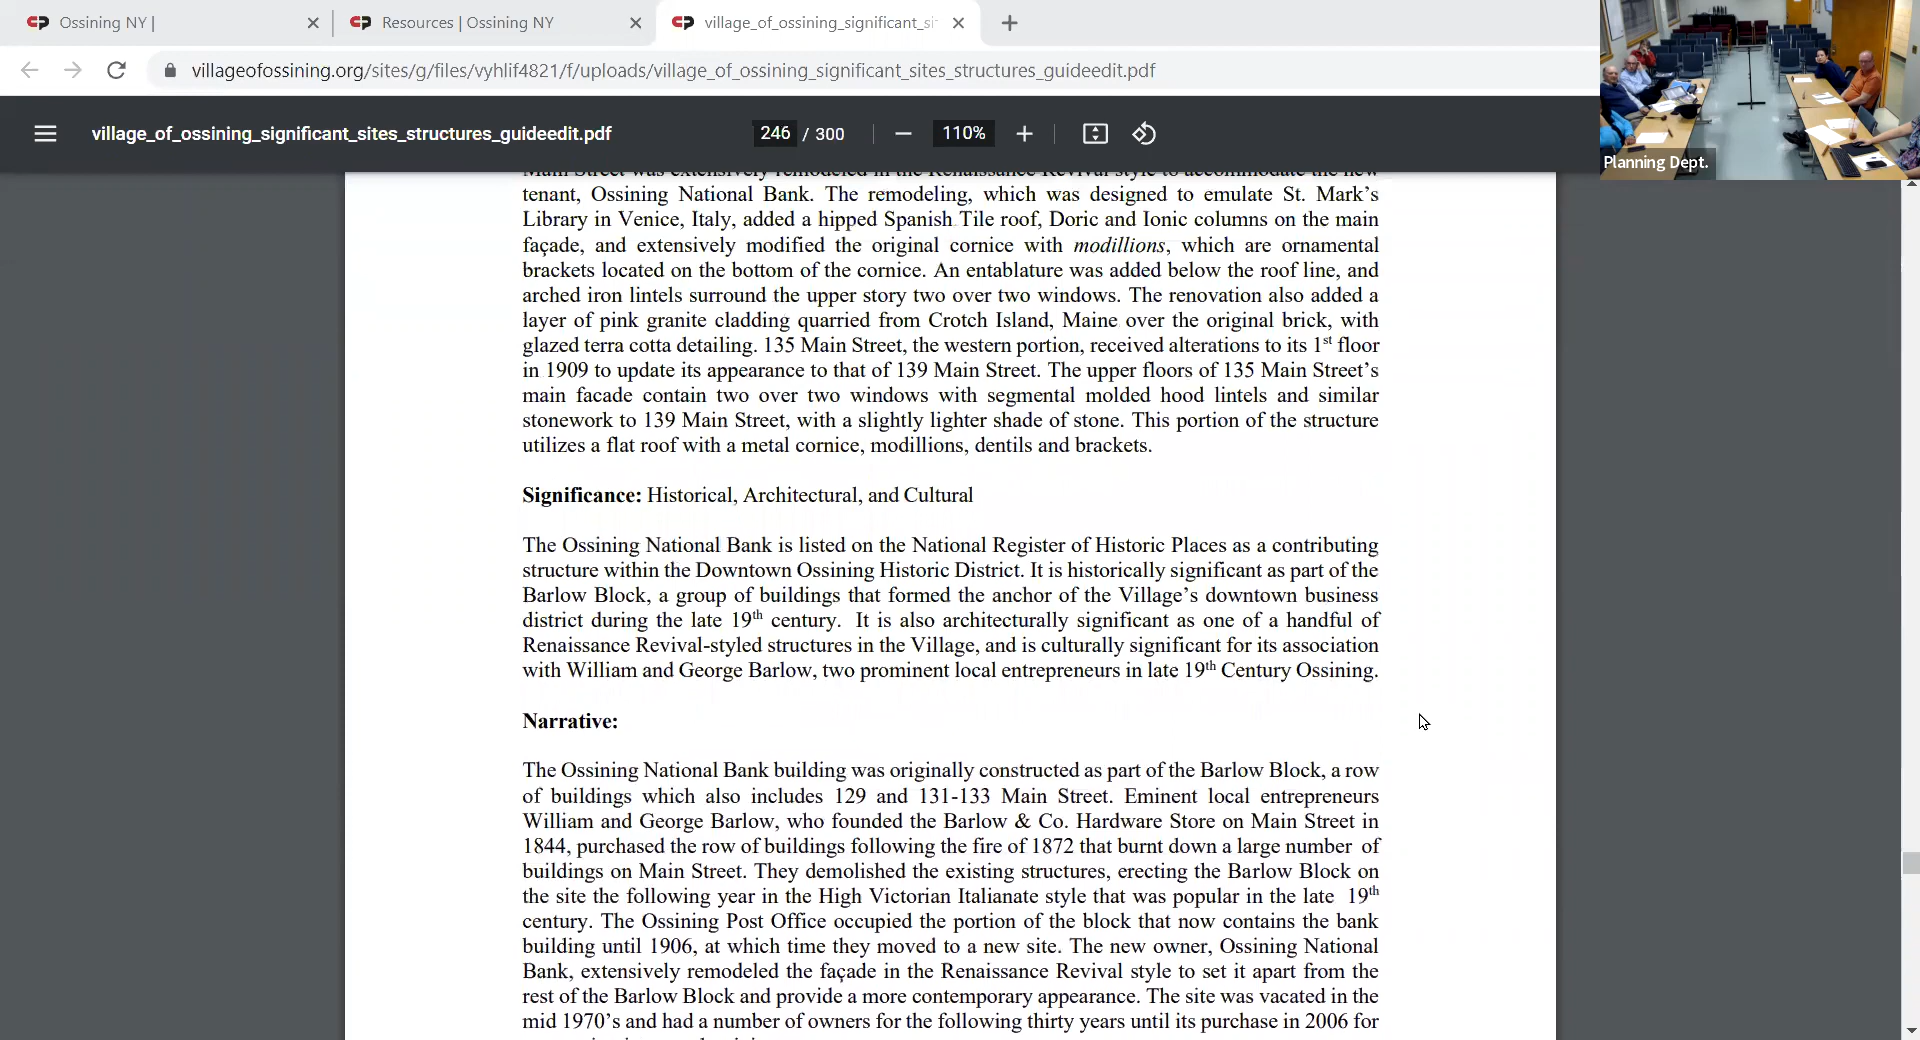 Ossining NY |
Resources | Ossining NY
village_of_ossining_significant_si
villageofossining.org/sites/g/files/vyhlif4821/f/uploads/village_of_ossining_significant_sites_structures_guideedit.pdf
village_of_ossining_significant_sites_structures_guideedit.pdf
246 / 300
110%
Planning Dept.
Main Street was extensively remodeled in the Renaissance Revival style to accommodate the new
tenant, Ossining National Bank. The remodeling, which was designed to emulate St. Mark's
Library in Venice, Italy, added a hipped Spanish Tile roof, Doric and Ionic columns on the main
façade, and extensively modified the original cornice with modillions, which are ornamental
brackets located on the bottom of the cornice. An entablature was added below the roof line, and
arched iron lintels surround the upper story two over two windows. The renovation also added a
layer of pink granite cladding quarried from Crotch Island, Maine over the original brick, with
glazed terra cotta detailing. 135 Main Street, the western portion, received alterations to its 1st floor
in 1909 to update its appearance to that of 139 Main Street. The upper floors of 135 Main Street's
main facade contain two over two windows with segmental molded hood lintels and similar
stonework to 139 Main Street, with a slightly lighter shade of stone. This portion of the structure
utilizes a flat roof with a metal cornice, modillions, dentils and brackets.
Significance: Historical, Architectural, and Cultural
The Ossining National Bank is listed on the National Register of Historic Places as a contributing
structure within the Downtown Ossining Historic District. It is historically significant as part of the
Barlow Block, a group of buildings that formed the anchor of the Village's downtown business
district during the late 19th century. It is also architecturally significant as one of a handful of
Renaissance Revival-styled structures in the Village, and is culturally significant for its association
with William and George Barlow, two prominent local entrepreneurs in late 19th Century Ossining.
Narrative:
The Ossining National Bank building was originally constructed as part of the Barlow Block, a row
of buildings which also includes 129 and 131-133 Main Street. Eminent local entrepreneurs
William and George Barlow, who founded the Barlow & Co. Hardware Store on Main Street in
1844, purchased the row of buildings following the fire of 1872 that burnt down a large number of
buildings on Main Street. They demolished the existing structures, erecting the Barlow Block on
the site the following year in the High Victorian Italianate style that was popular in the late 19th
century. The Ossining Post Office occupied the portion of the block that now contains the bank
building until 1906, at which time they moved to a new site. The new owner, Ossining National
Bank, extensively remodeled the façade in the Renaissance Revival style to set it apart from the
rest of the Barlow Block and provide a more contemporary appearance. The site was vacated in the
mid 1970's and had a number of owners for the following thirty years until its purchase in 2006 for